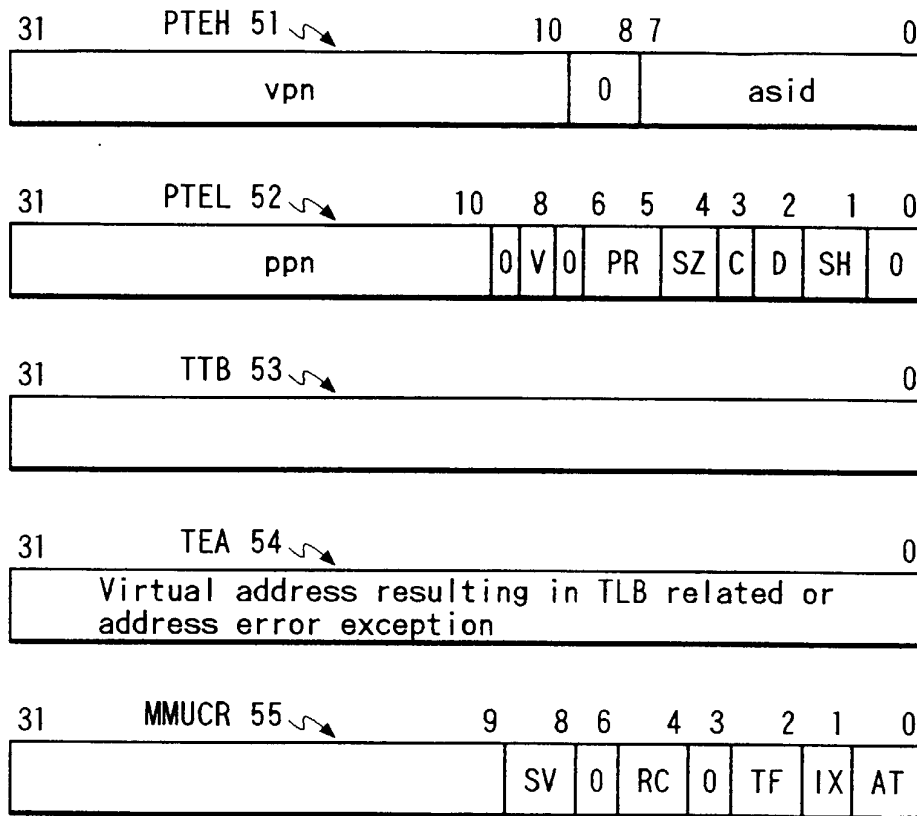 31 PTEH 51 10 8 7 0
vpn 0 asid
31 PTEL 52 10 8 6 5 4 3 2 1 0
ppn 0 V 0 PR SZ C D SH 0
31 TTB 53 0
31 TEA 54 0
Virtual address resulting in TLB related or
address error exception
31 MMUCR 55 9 8 6 4 3 2 1 0
SV 0 RC 0 TF IX AT